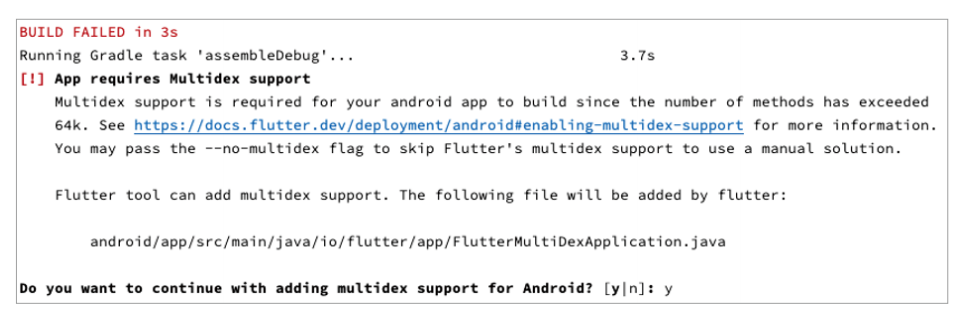 BUILD FAILED in 3s
Running Gradle task 'assembleDebug'... 3.7s
[!] App requires Multidex support
Multidex support is required for your android app to build since the number of methods has exceeded
64k. See https://docs.flutter.dev/deployment/android#enabling-multidex-support for more information.
You may pass the --no-multidex flag to skip Flutter's multidex support to use a manual solution.
Flutter tool can add multidex support. The following file will be added by flutter:
android/app/src/main/java/io/flutter/app/FlutterMultiDexApplication.java
Do you want to continue with adding multidex support for Android? [y|n]: y